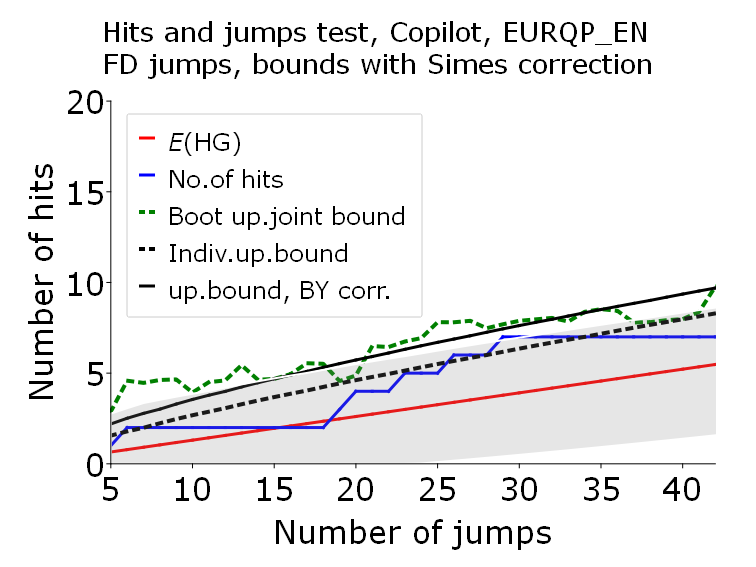 Hits and jumps test, Copilot, EURQP_EN
FD jumps, bounds with Simes correction
Number of hits
20
15
10
5
0
E(HG)
No.of hits
Boot up.joint bound
Indiv.up.bound
up.bound, BY corr.
5 10 15 20 25 30 35 40
Number of jumps